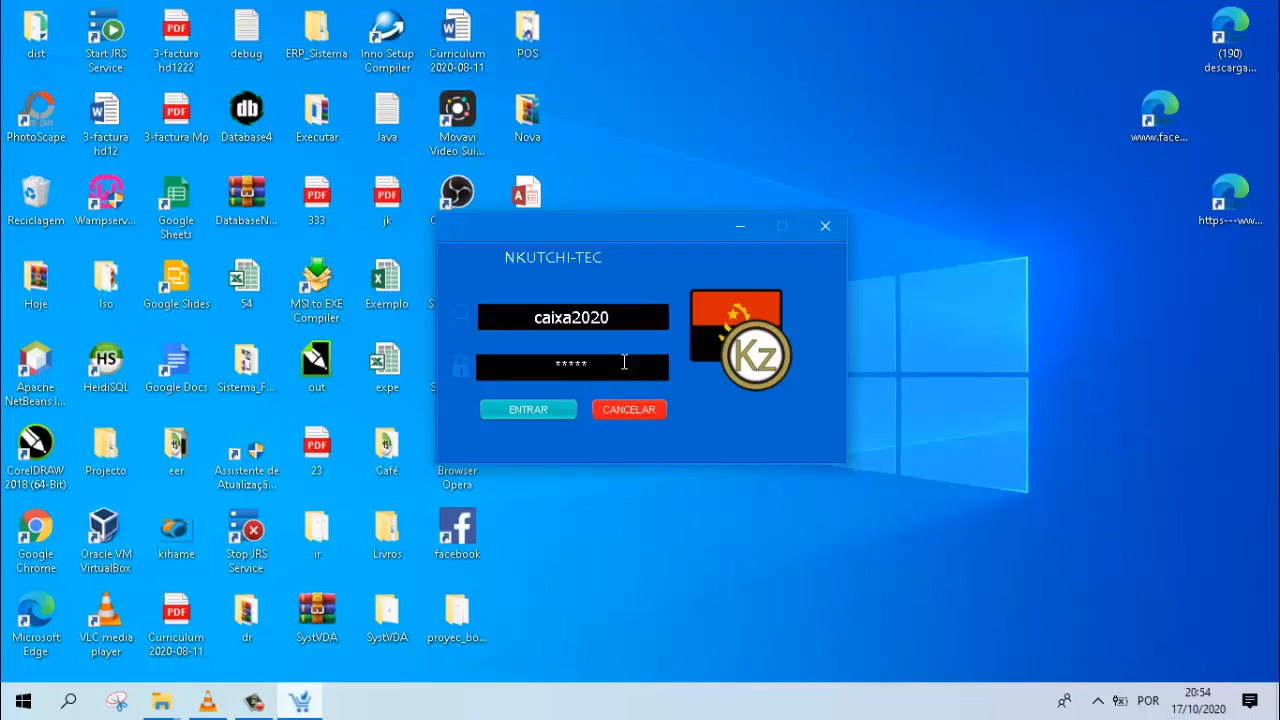 dist
Start JRS
Service
3-factura
hd1222
debug
ERP_Sistema
Inno Setup
Compiler
Curriculum
2020-08-11
POS
(190)
descarga...
PhotoScape
3-factura
hd12
3-factura Mp
Database4
Executar
Java
Movavi
Video Sui...
Nova
www.face...
Reciclagem
Wampserv...
Google
Sheets
DatabaseN...
333
jk
https---ww...
Hoje
Iso
Google Slides
54
MSI to EXE
Compiler
Exemplo
NKUTCHI-TEC
caixa2020
*****
ENTRAR
CANCELAR
Kz
Apache
NetBeans I...
HeidiSQL
Google Docs
Sistema_F...
out
expe
CorelDRAW
2018 (64-Bit)
Projecto
eer
Assistente de
Atualizaçã...
23
Café
Browser
Opera
Google
Chrome
Oracle VM
VirtualBox
kihame
Stop JRS
Service
ir
Livros
facebook
Microsoft
Edge
VLC media
player
Curriculum
2020-08-11
dr
SystVDA
SystVDA
proyec_bo...
POR
20:54
17/10/2020